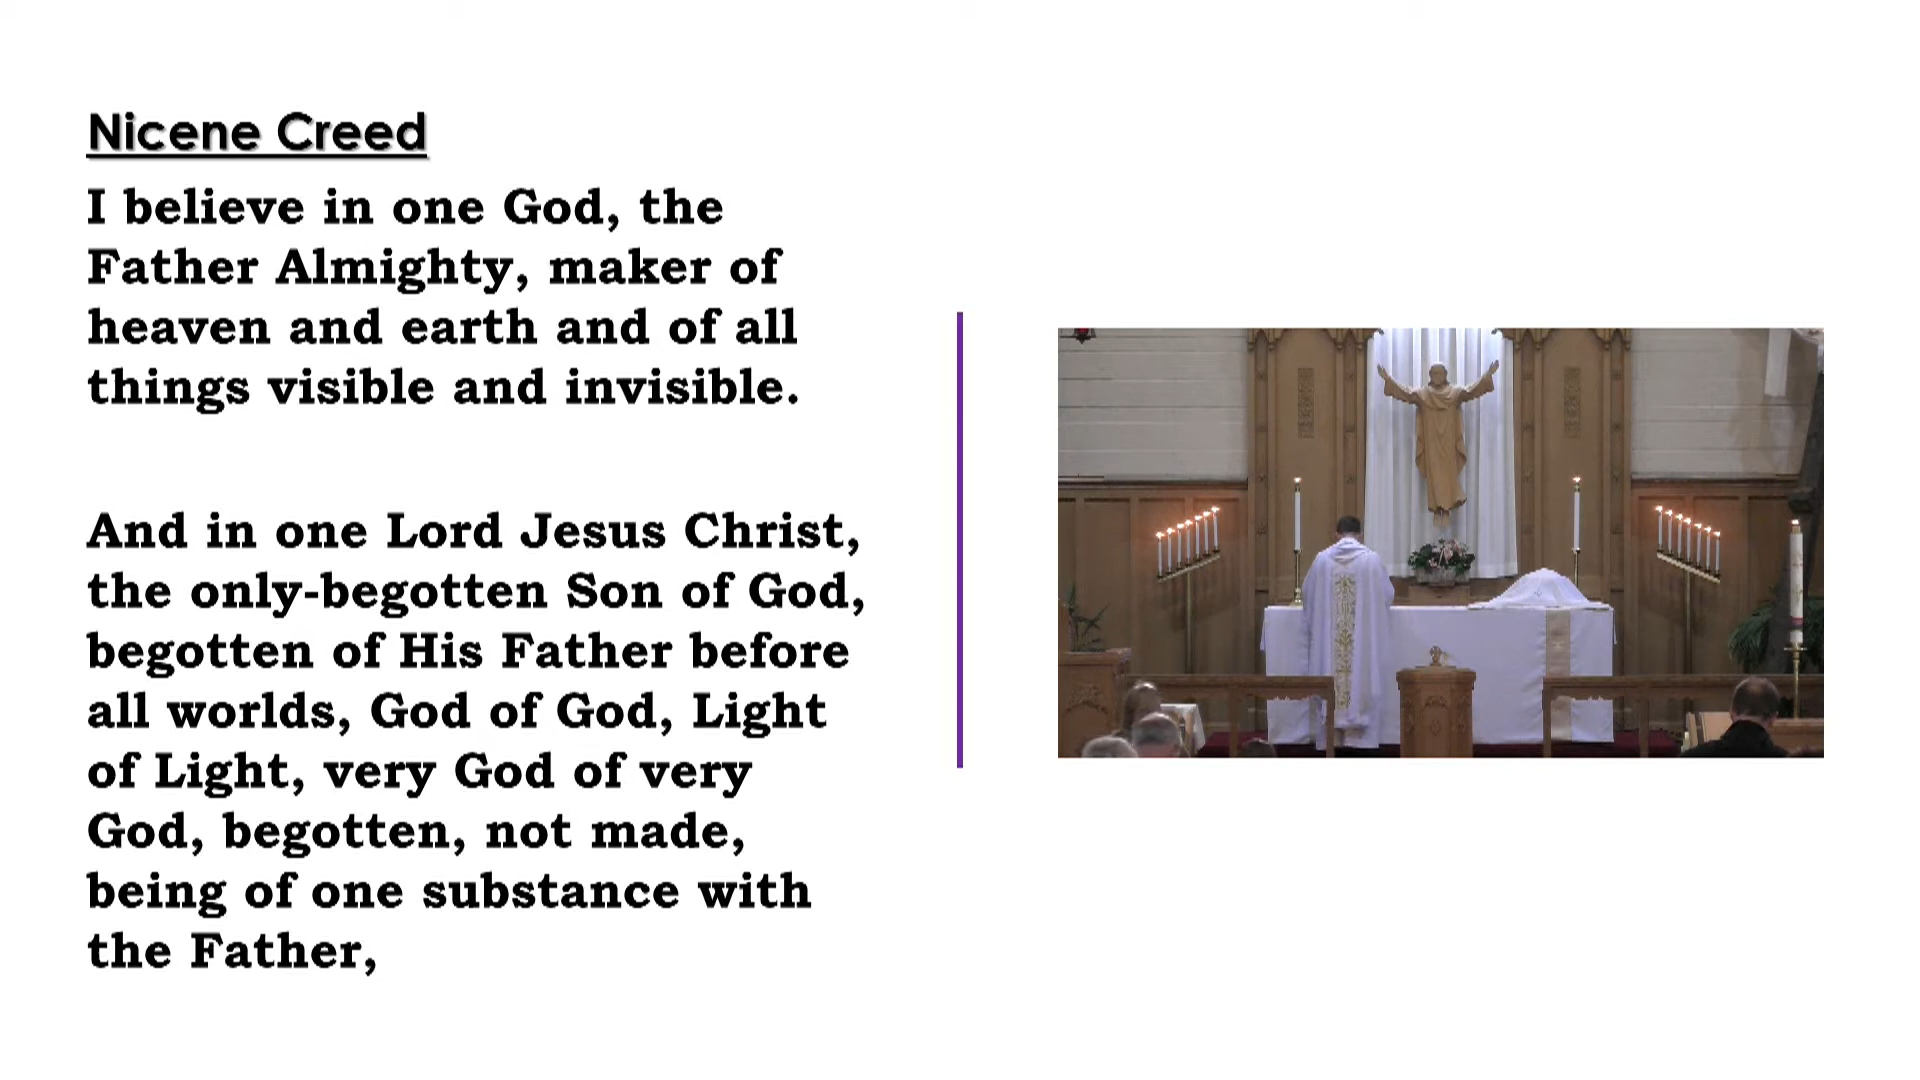 Nicene Creed
I believe in one God, the
Father Almighty, maker of
heaven and earth and of all
things visible and invisible.
And in one Lord Jesus Christ,
the only-begotten Son of God,
begotten of His Father before
all worlds, God of God, Light
of Light, very God of very
God, begotten, not made,
being of one substance with
the Father,